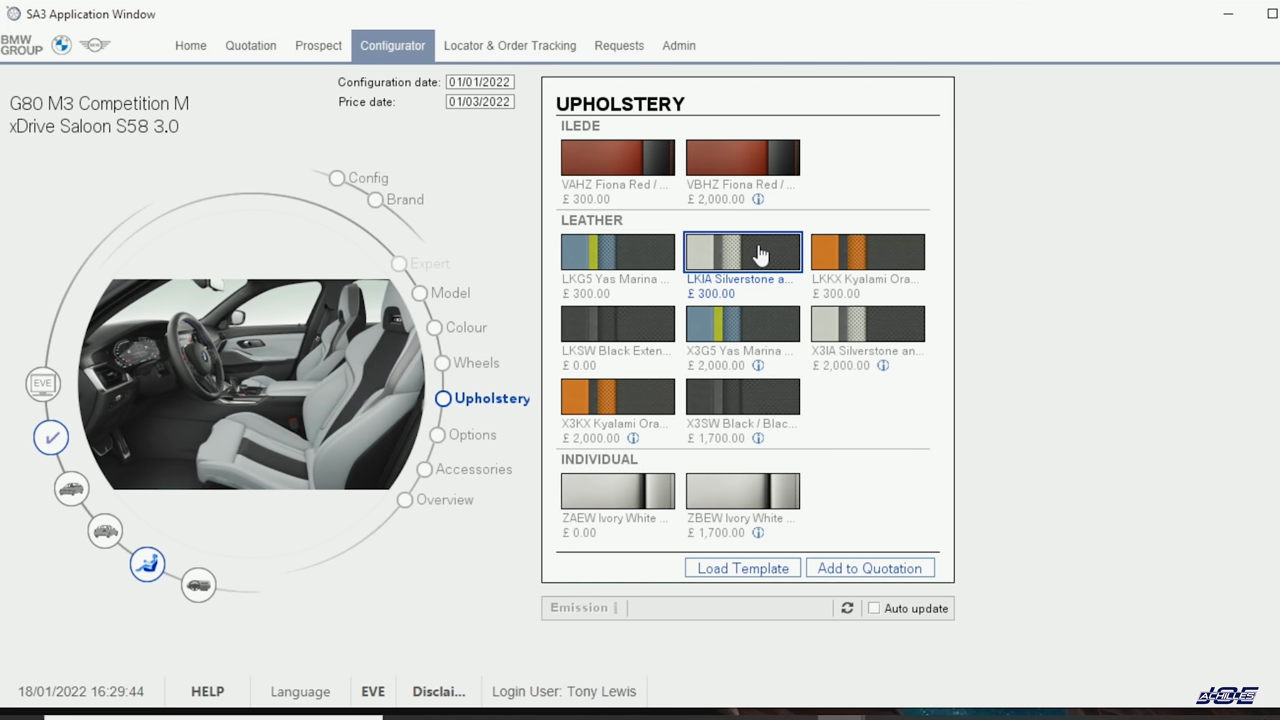 SA3 Application Window
BMW
GROUP
Home Quotation Prospect Configurator Locator & Order Tracking Requests Admin
Configuration date: 01/01/2022
Price date: 01/03/2022
G80 M3 Competition M
xDrive Saloon S58 3.0
Config
Brand
Expert
Model
Colour
Wheels
Upholstery
Options
Accessories
Overview
EVE
UPHOLSTERY
ILEDE
VAHZ Fiona Red / ...
£ 300.00
VBHZ Fiona Red / ...
£ 2,000.00
LEATHER
LKG5 Yas Marina ...
£ 300.00
LKIA Silverstone a...
£ 300.00
LKKX Kyalami Ora...
£ 300.00
LKSW Black Exten...
£ 0.00
X3G5 Yas Marina ...
£ 2,000.00
X3IA Silverstone an...
£ 2,000.00
X3KX Kyalami Ora...
£ 2,000.00
X3SW Black / Blac...
£ 1,700.00
INDIVIDUAL
ZAEW Ivory White ...
£ 0.00
ZBEW Ivory White ...
£ 1,700.00
Load Template Add to Quotation
Emission Auto update
18/01/2022 16:29:44 HELP Language EVE Disclai... Login User: Tony Lewis
JOE
ACHILLES